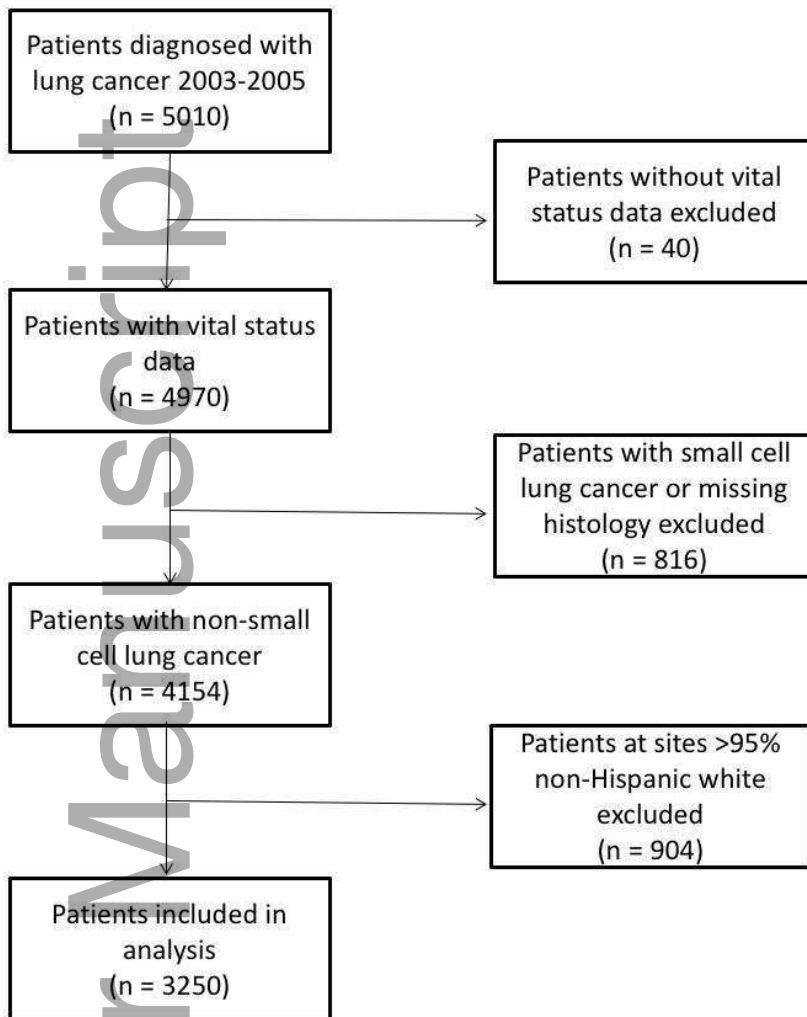 Patients diagnosed with
lung cancer 2003-2005
(n = 5010)
Patients without vital
status data excluded
(n = 40)
Patients with vital status
data
(n = 4970)
Patients with small cell
lung cancer or missing
histology excluded
(n = 816)
Patients with non-small
cell lung cancer
(n = 4154)
Patients at sites >95%
non-Hispanic white
excluded
(n = 904)
Patients included in
analysis
(n = 3250)
r Manuscript